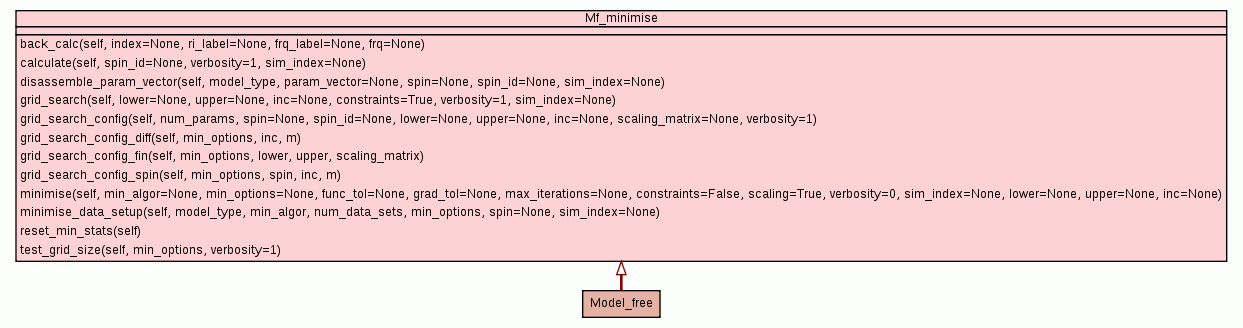 Mf_minimise
back_calc(self, index=None, ri_label=None, frq_label=None, frq=None)
calculate(self, spin_id=None, verbosity=1, sim_index=None)
disassemble_param_vector(self, model_type, param_vector=None, spin=None, spin_id=None, sim_index=None)
grid_search(self, lower=None, upper=None, inc=None, constraints=True, verbosity=1, sim_index=None)
grid_search_config(self, num_params, spin=None, spin_id=None, lower=None, upper=None, inc=None, scaling_matrix=None, verbosity=1)
grid_search_config_diff(self, min_options, inc, m)
grid_search_config_fin(self, min_options, lower, upper, scaling_matrix)
grid_search_config_spin(self, min_options, spin, inc, m)
minimise(self, min_algor=None, min_options=None, func_tol=None, grad_tol=None, max_iterations=None, constraints=False, scaling=True, verbosity=0, sim_index=None, lower=None, upper=None, inc=None)
minimise_data_setup(self, model_type, min_algor, num_data_sets, min_options, spin=None, sim_index=None)
reset_min_stats(self)
test_grid_size(self, min_options, verbosity=1)
Model_free